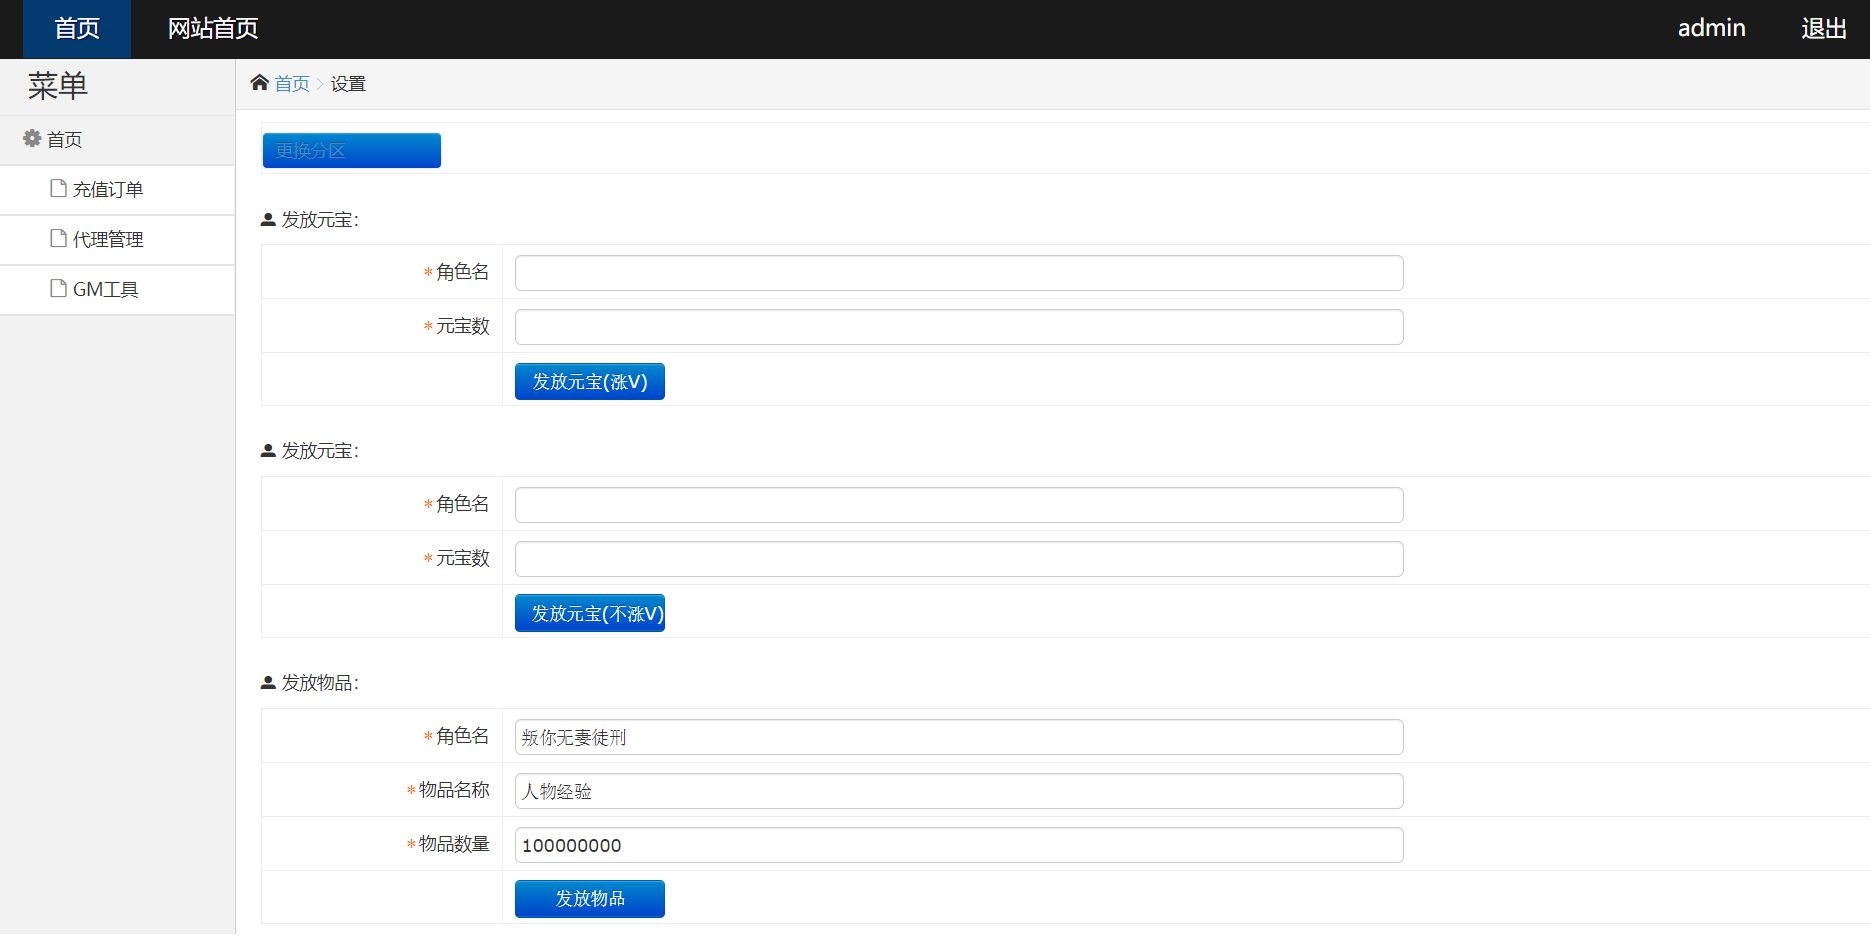 首页 网站首页 admin 退出
菜单
首页 > 设置
首页
充值订单
代理管理
GM工具
更换分区
发放元宝:
*角色名
*元宝数
发放元宝(涨V)
发放元宝:
*角色名
*元宝数
发放元宝(不涨V)
发放物品:
*角色名 叛你无妻徒刑
*物品名称 人物经验
*物品数量 100000000
发放物品